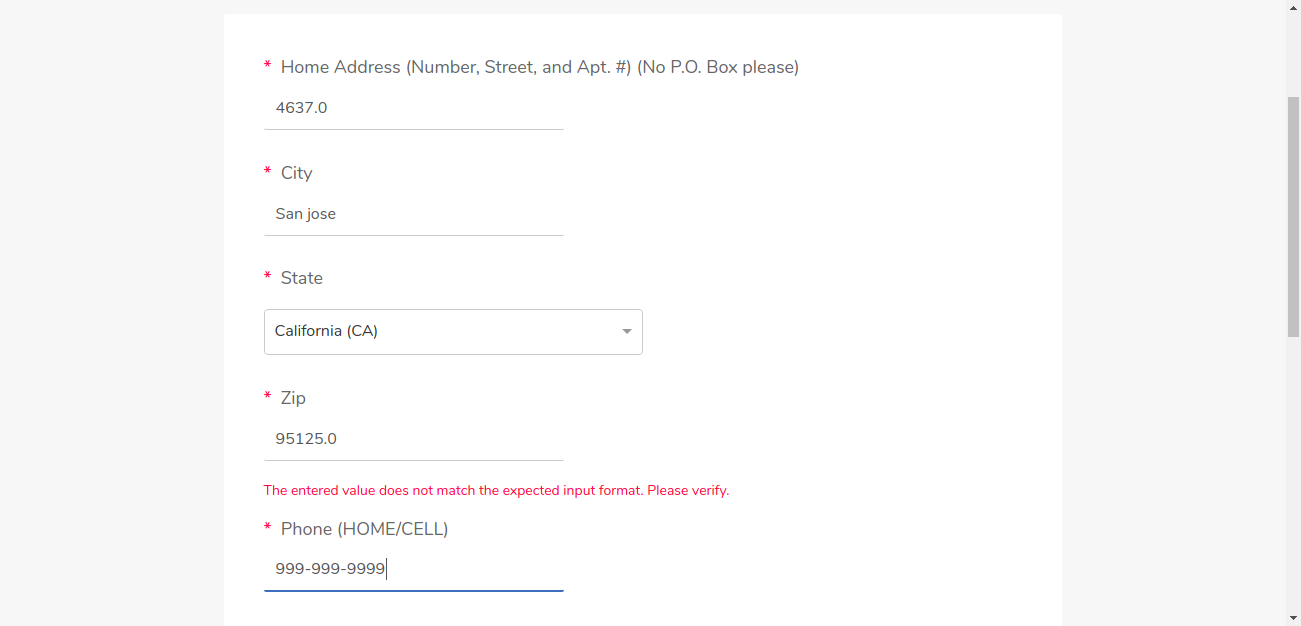 * Home Address (Number, Street, and Apt. #) (No P.O. Box please)
4637.0
* City
San jose
* State
California (CA)
* Zip
95125.0
The entered value does not match the expected input format. Please verify.
* Phone (HOME/CELL)
999-999-9999